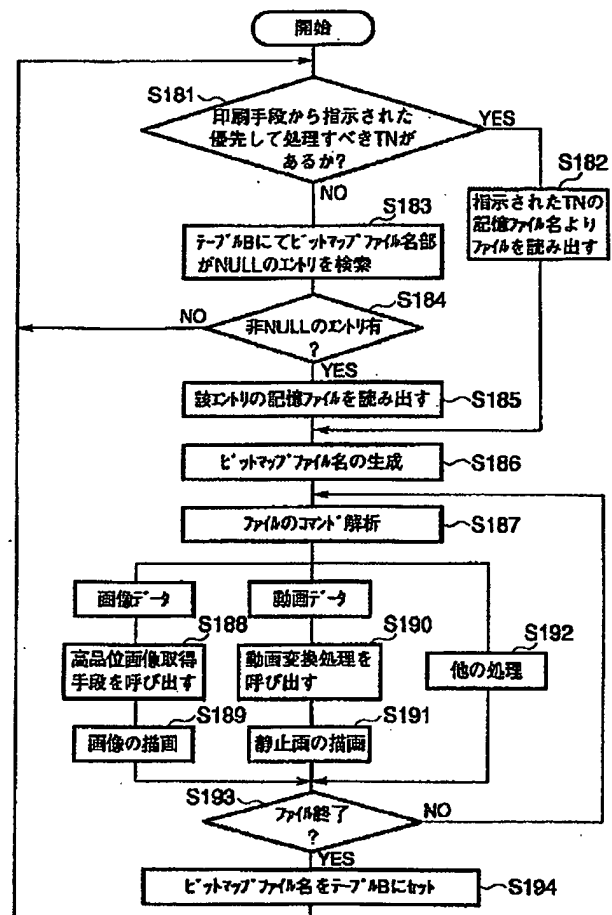 開始
S181
印刷手段から指示された
優先して処理すべきTNが
あるか?
YES
NO
S182
指示されたTNの
記憶ファイル名より
ファイルを読み出す
S183
テーブルBにてビットマップファイル名部
がNULLのエントリを検索
S184
非NULLのエントリ有
?
NO
YES
該エントリの記憶ファイルを読み出す
S185
ビットマップファイル名の生成
S186
ファイルのコマンド解析
S187
画像データ
動画データ
S188
高品位画像取得
手段を呼び出す
S190
動画変換処理を
呼び出す
S192
他の処理
S189
画像の描画
S191
静止画の描画
S193
ファイル終了
?
NO
YES
ビットマップファイル名をテーブルBにセット
S194